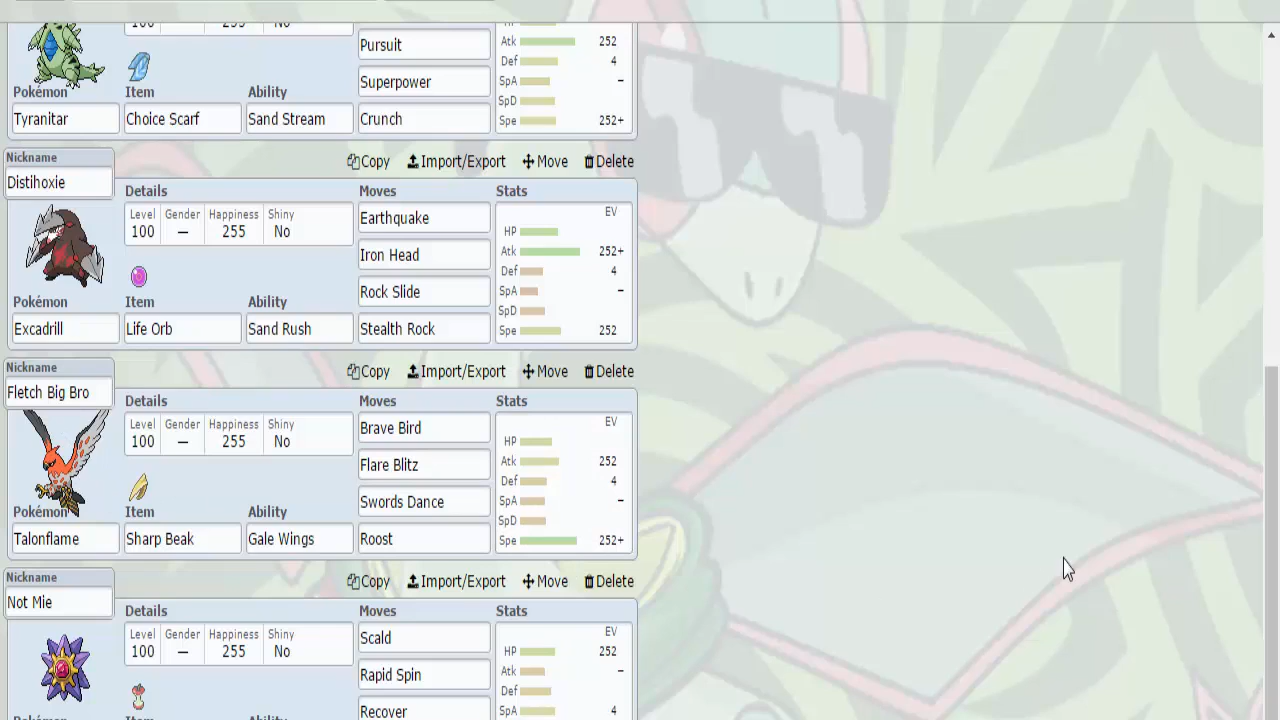 100 255
Pursuit
Atk 252
Def 4
Superpower
SpA –
Pokémon Item Ability
SpD
Tyranitar Choice Scarf Sand Stream Crunch
Spe 252+
Nickname
Copy Import/Export Move Delete
Distihoxie
Details Moves Stats
Level Gender Happiness Shiny
100 – 255 No
Earthquake
EV
HP
Iron Head
Atk 252+
Def 4
Rock Slide
SpA –
Pokémon Item Ability
SpD
Excadrill Life Orb Sand Rush Stealth Rock
Spe 252
Nickname
Copy Import/Export Move Delete
Fletch Big Bro
Details Moves Stats
Level Gender Happiness Shiny
100 – 255 No
Brave Bird
EV
HP
Flare Blitz
Atk 252
Def 4
Swords Dance
SpA –
Pokémon Item Ability
SpD
Talonflame Sharp Beak Gale Wings Roost
Spe 252+
Nickname
Copy Import/Export Move Delete
Not Mie
Details Moves Stats
Level Gender Happiness Shiny
100 – 255 No
Scald
EV
HP 252
Rapid Spin
Atk –
Def
Recover
SpA 4